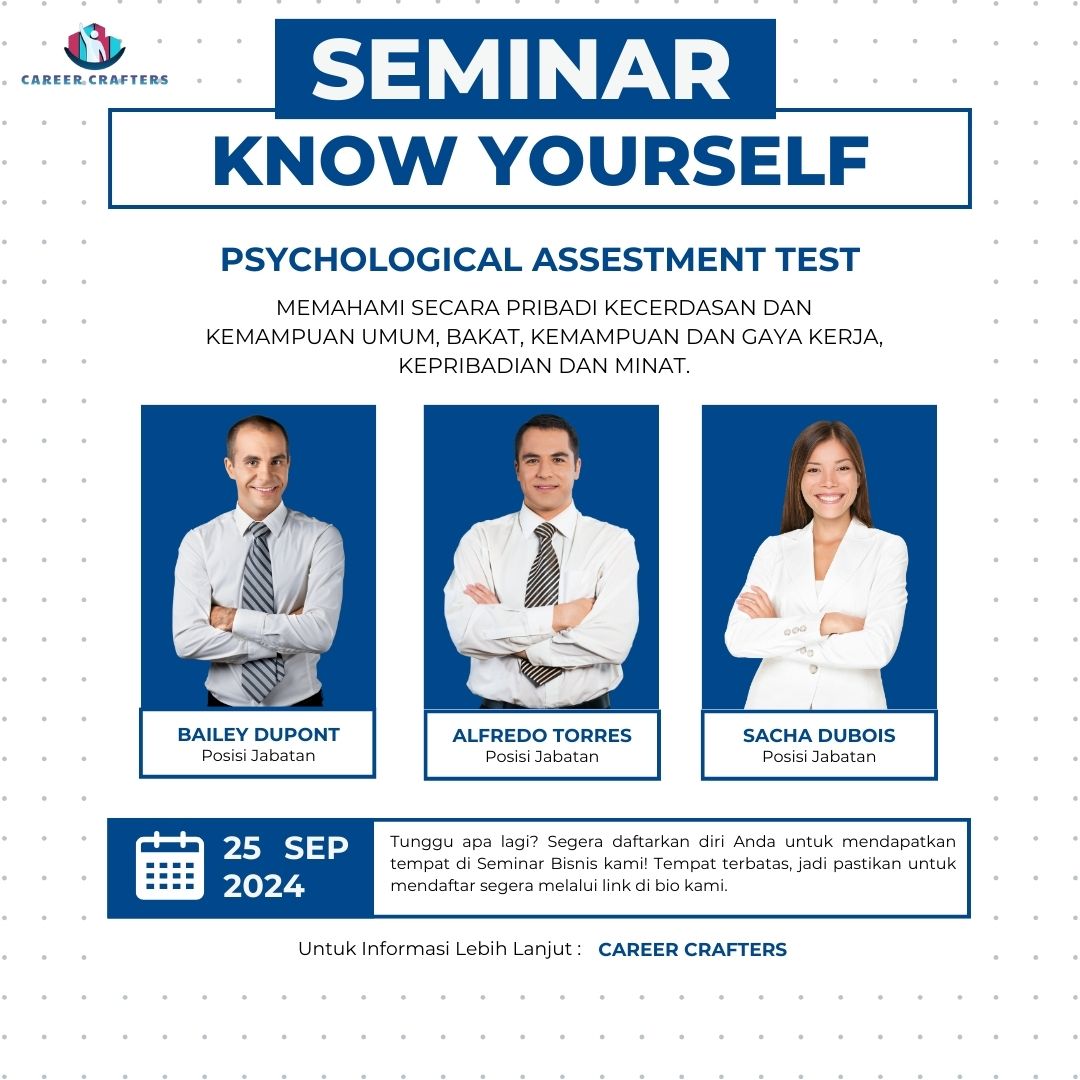 CAREER CRAFTERS
SEMINAR
KNOW YOURSELF
PSYCHOLOGICAL ASSESTMENT TEST
MEMAHAMI SECARA PRIBADI KECERDASAN DAN
KEMAMPUAN UMUM, BAKAT, KEMAMPUAN DAN GAYA KERJA,
KEPRIBADIAN DAN MINAT.
BAILEY DUPONT
Posisi Jabatan
ALFREDO TORRES
Posisi Jabatan
SACHA DUBOIS
Posisi Jabatan
25 SEP
2024
Tunggu apa lagi? Segera daftarkan diri Anda untuk mendapatkan
tempat di Seminar Bisnis kami! Tempat terbatas, jadi pastikan untuk
mendaftar segera melalui link di bio kami.
Untuk Informasi Lebih Lanjut : CAREER CRAFTERS